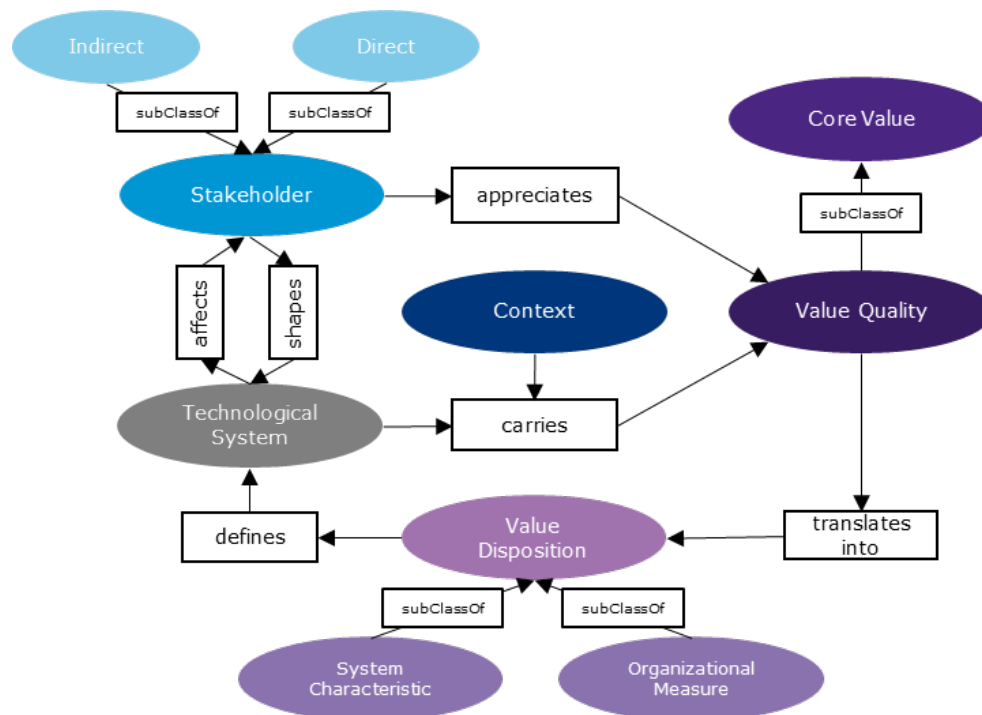 Indirect
Direct
subClassOf
subClassOf
Core Value
Stakeholder
appreciates
subClassOf
affects
shapes
Context
Value Quality
Technological
System
carries
defines
Value
Disposition
translates
into
subClassOf
subClassOf
System
Characteristic
Organizational
Measure